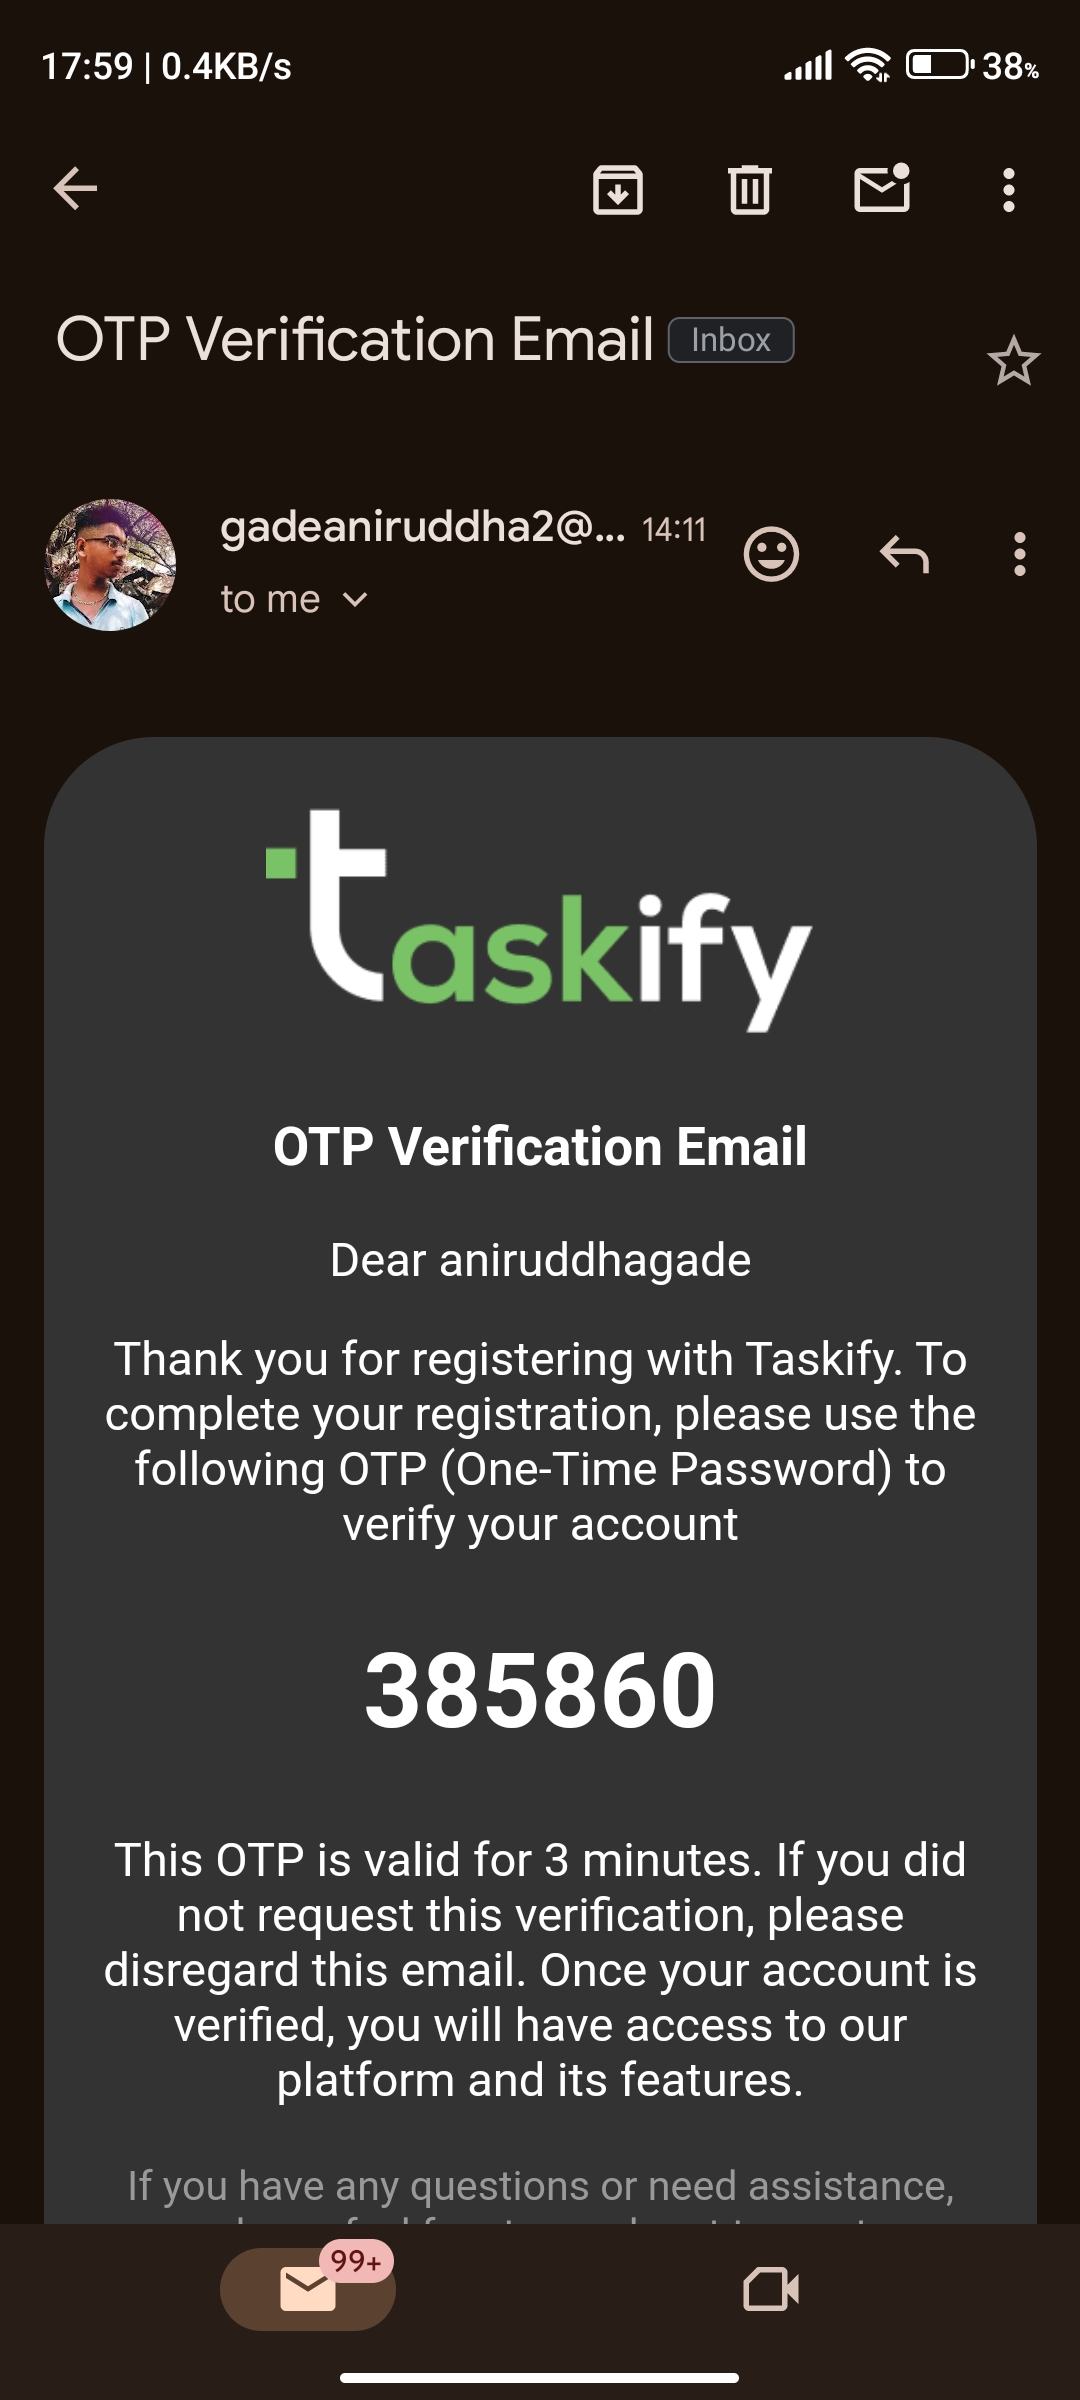 17:59 | 0.4KB/s 38%
OTP Verification Email Inbox
gadeaniruddha2@... 14:11
to me
taskify
OTP Verification Email
Dear aniruddhagade
Thank you for registering with Taskify. To
complete your registration, please use the
following OTP (One-Time Password) to
verify your account
385860
This OTP is valid for 3 minutes. If you did
not request this verification, please
disregard this email. Once your account is
verified, you will have access to our
platform and its features.
If you have any questions or need assistance,
99+